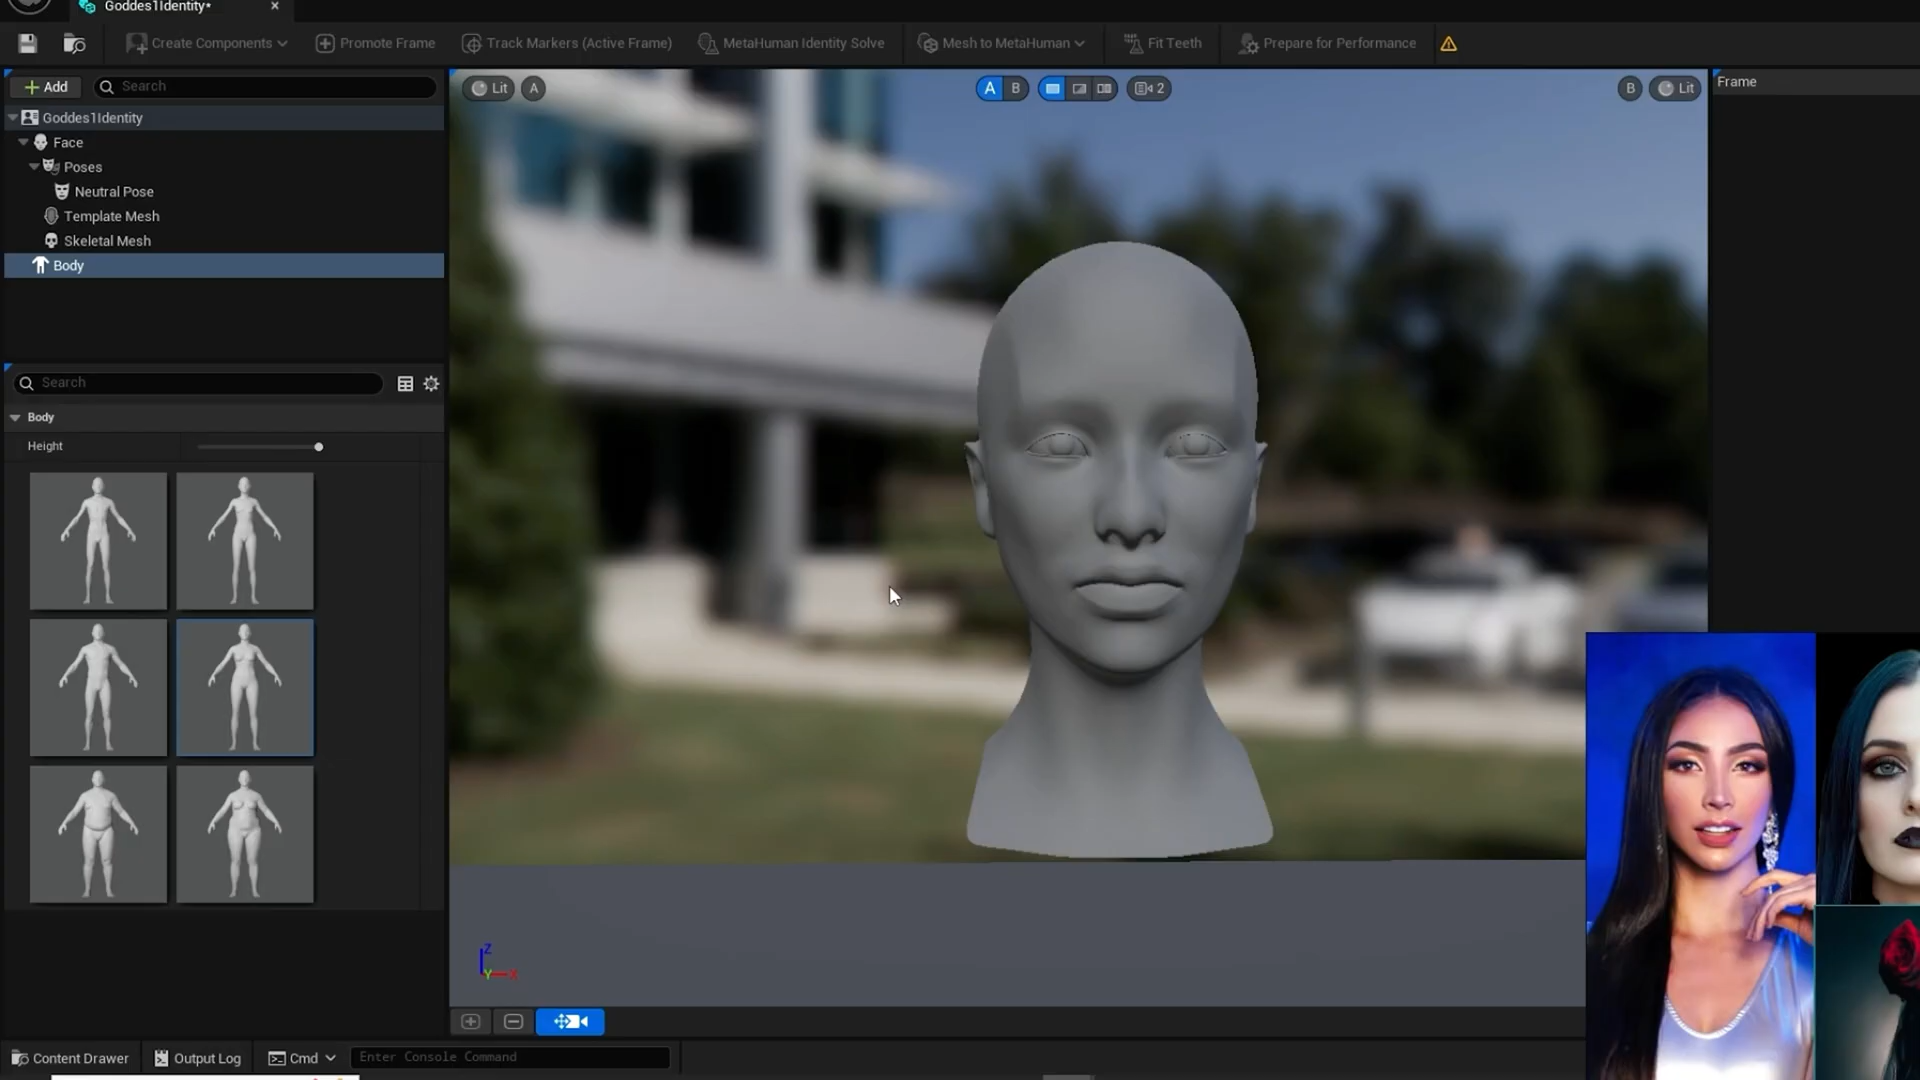 Goddes1Identity*
Create Components
Promote Frame
Track Markers (Active Frame)
MetaHuman Identity Solve
Mesh to MetaHuman
Fit Teeth
Prepare for Performance
Add
Search
Goddes1Identity
Face
Poses
Neutral Pose
Template Mesh
Skeletal Mesh
Body
Search
Body
Height
Lit
A
A
B
2
B
Lit
Frame
Z
Y
X
Content Drawer
Output Log
Cmd
Enter Console Command